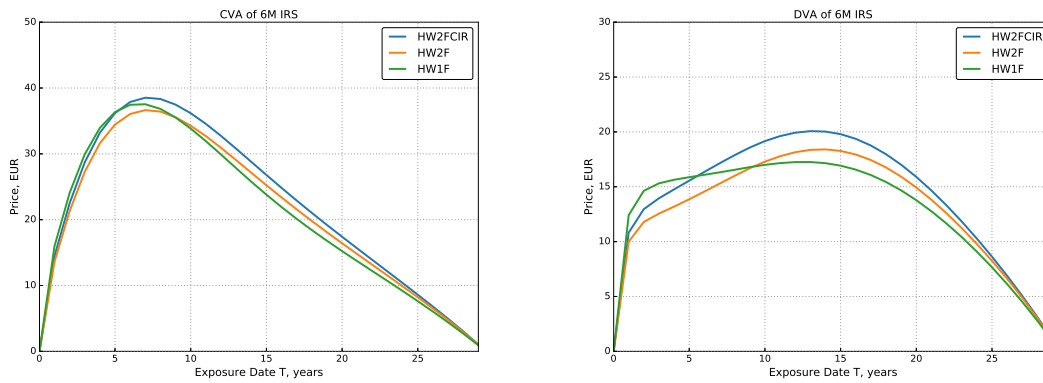 CVA of 6M IRS
50
40
30
20
10
0
Price, EUR
HW2FCIR
HW2F
HW1F
0 5 10 15 20 25
Exposure Date T, years
DVA of 6M IRS
30
25
20
15
10
5
0
Price, EUR
HW2FCIR
HW2F
HW1F
0 5 10 15 20 25
Exposure Date T, years